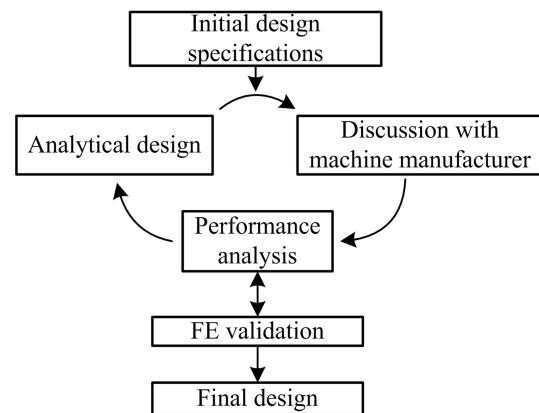 Initial design
specifications
Analytical design
Discussion with
machine manufacturer
Performance
analysis
FE validation
Final design